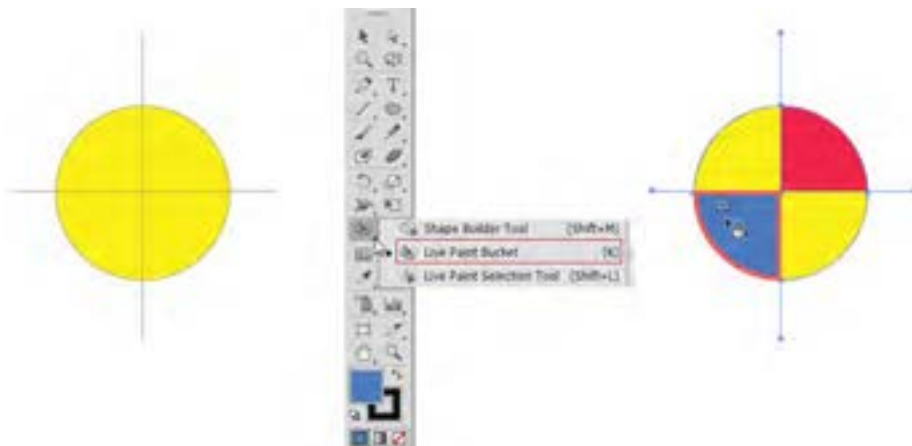 Shape Builder Tool (Shift+M)
Live Paint Bucket (K)
Live Paint Selection Tool (Shift+L)